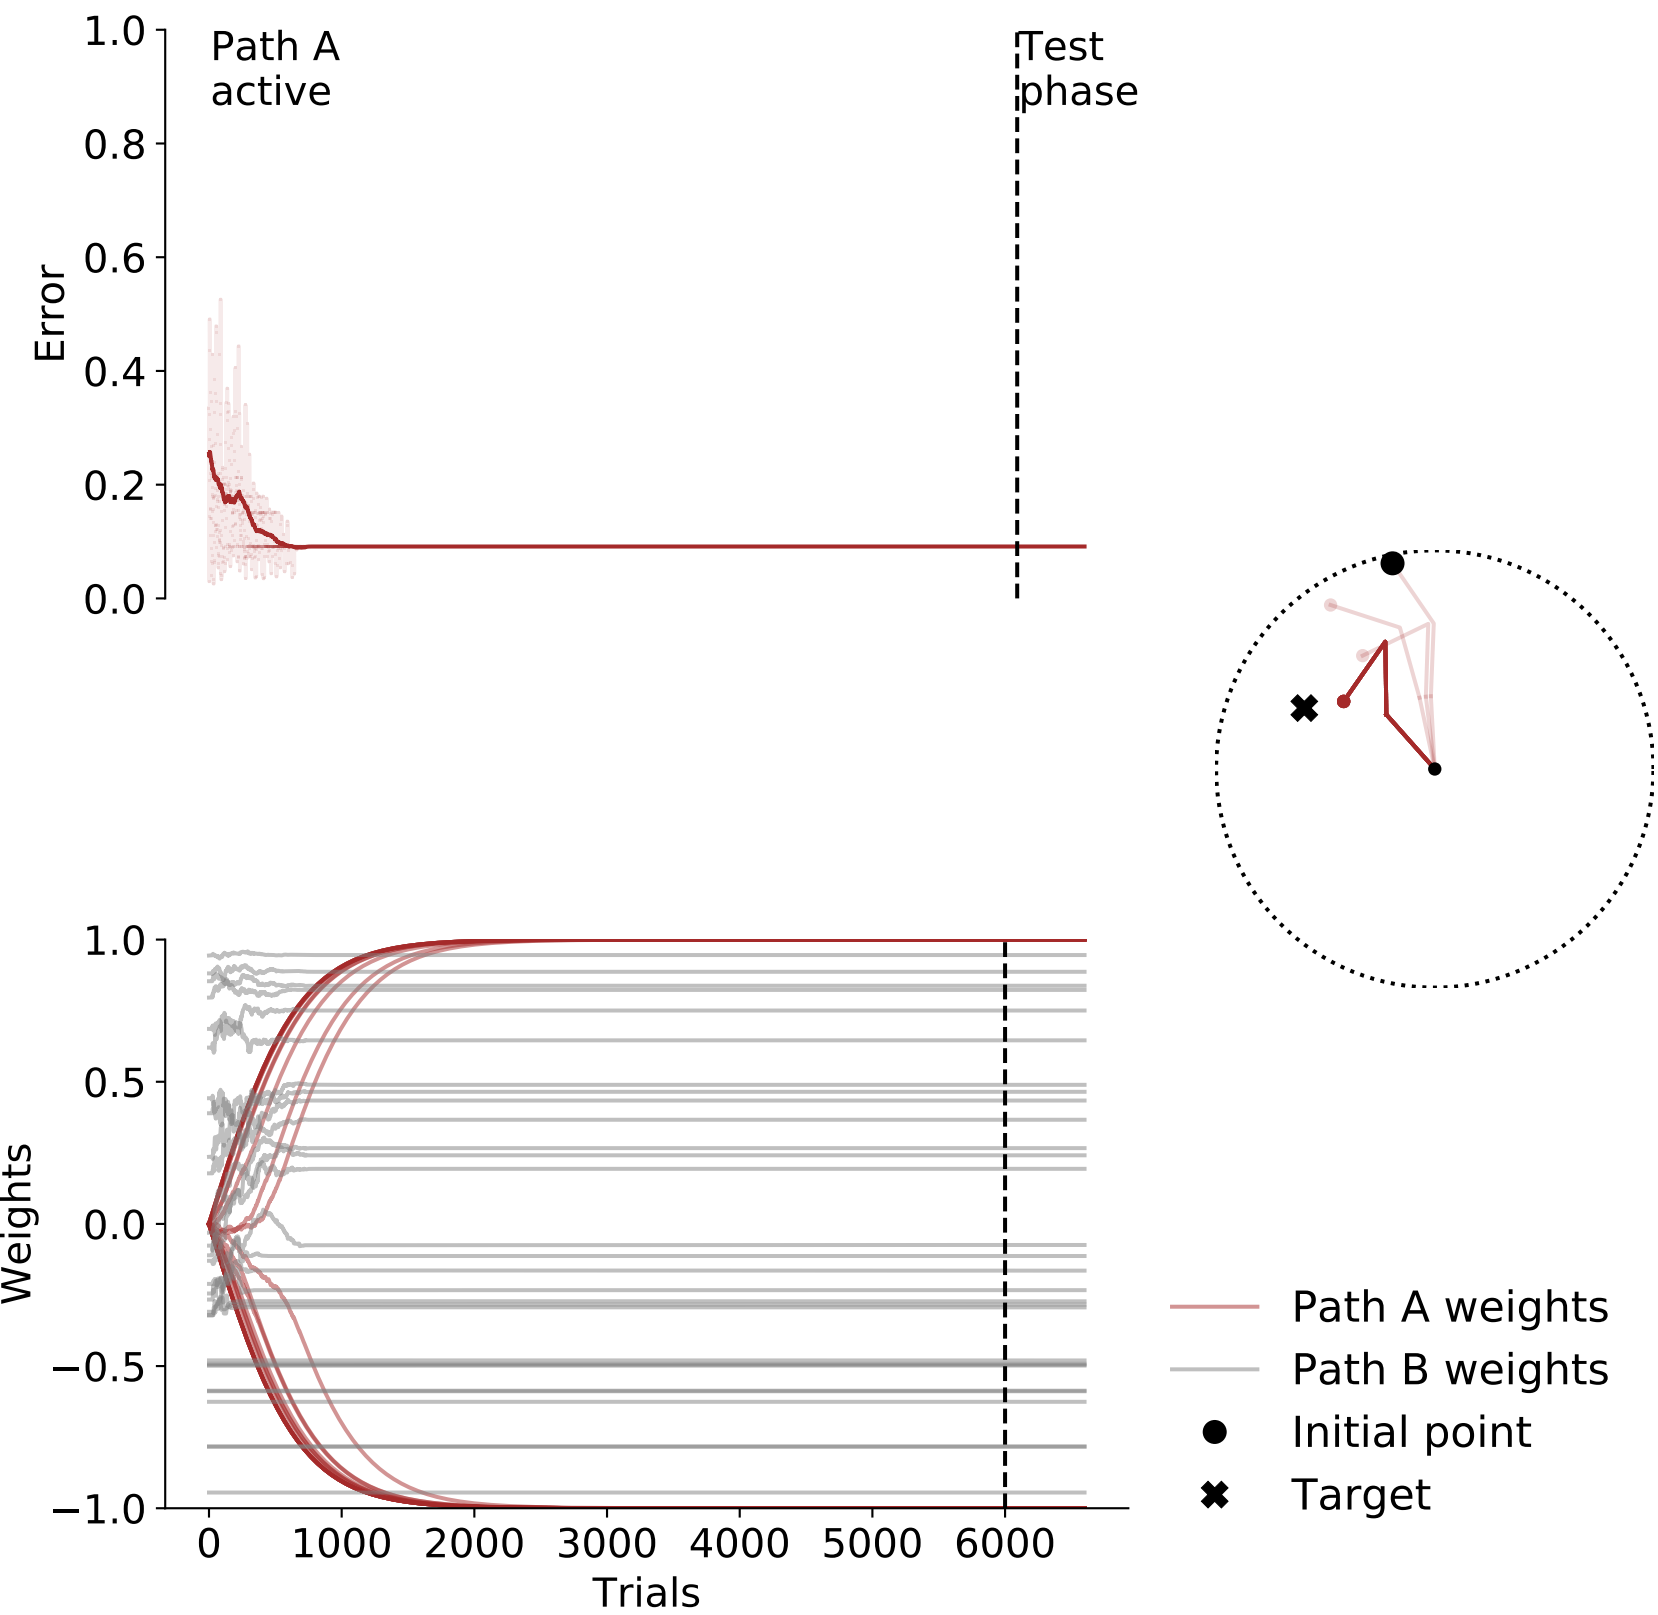 Path A
active
Test
phase
1.0
0.8
0.6
0.4
0.2
0.0
Error
1.0
0.5
0.0
−0.5
−1.0
Weights
0 1000 2000 3000 4000 5000 6000
Trials
Path A weights
Path B weights
Initial point
Target